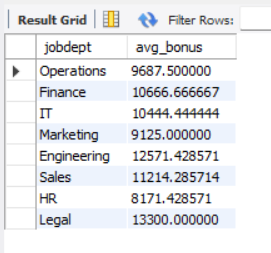 Result Grid Filter Rows:
jobdept avg_bonus
Operations 9687.500000
Finance 10666.666667
IT 10444.444444
Marketing 9125.000000
Engineering 12571.428571
Sales 11214.285714
HR 8171.428571
Legal 13300.000000